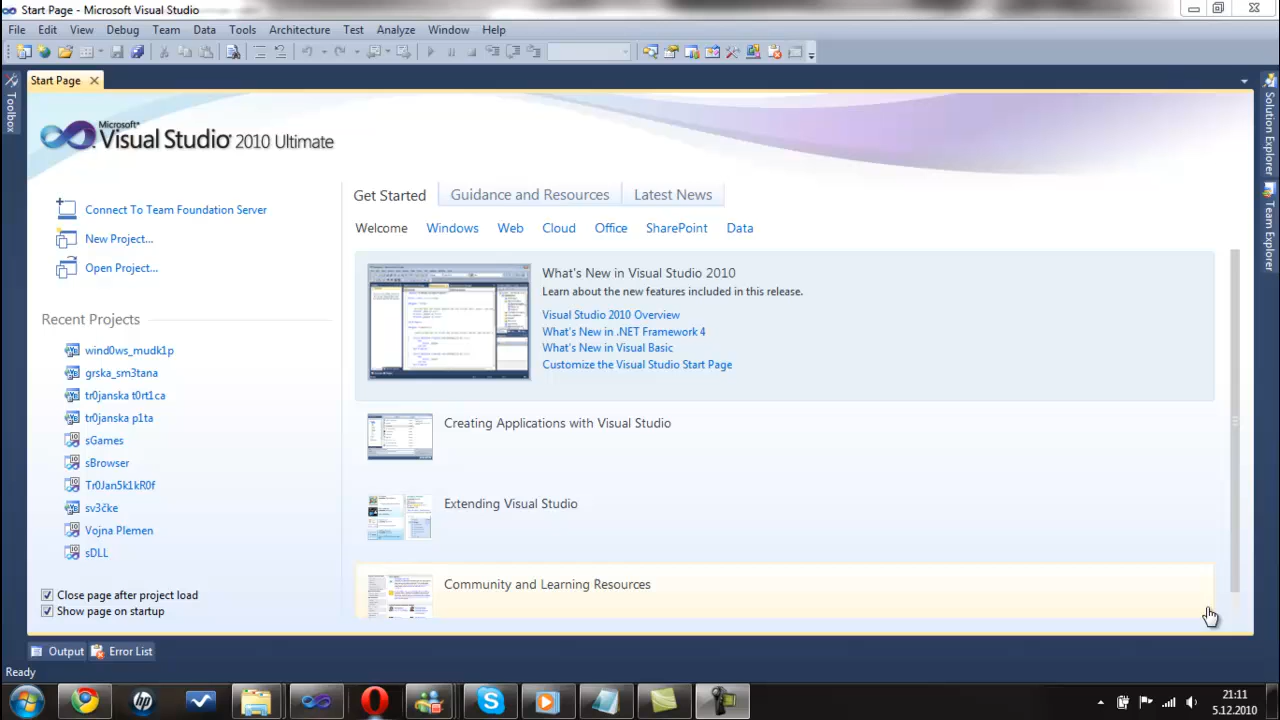 Start Page - Microsoft Visual Studio
File Edit View Debug Team Data Tools Architecture Test Analyze Window Help
Start Page
Toolbox
Solution Explorer
Team Explorer
Microsoft
Visual Studio 2010 Ultimate
Connect To Team Foundation Server
New Project...
Open Project...
Recent Projects
wind0ws_mudk1p
grska_sm3tana
tr0janska t0rt1ca
tr0janska p1ta
sGames
sBrowser
Tr0Jan5k1kR0f
sv3čke
Vojna Plemen
sDLL
Close page after project load
Show page on startup
Get Started Guidance and Resources Latest News
Welcome Windows Web Cloud Office SharePoint Data
What's New in Visual Studio 2010
Learn about the new features included in this release.
Visual Studio 2010 Overview
What's New in .NET Framework 4
What's New in Visual Basic
Customize the Visual Studio Start Page
Creating Applications with Visual Studio
Extending Visual Studio
Community and Learning Resources
Output Error List
Ready
hp
21:11
5.12.2010